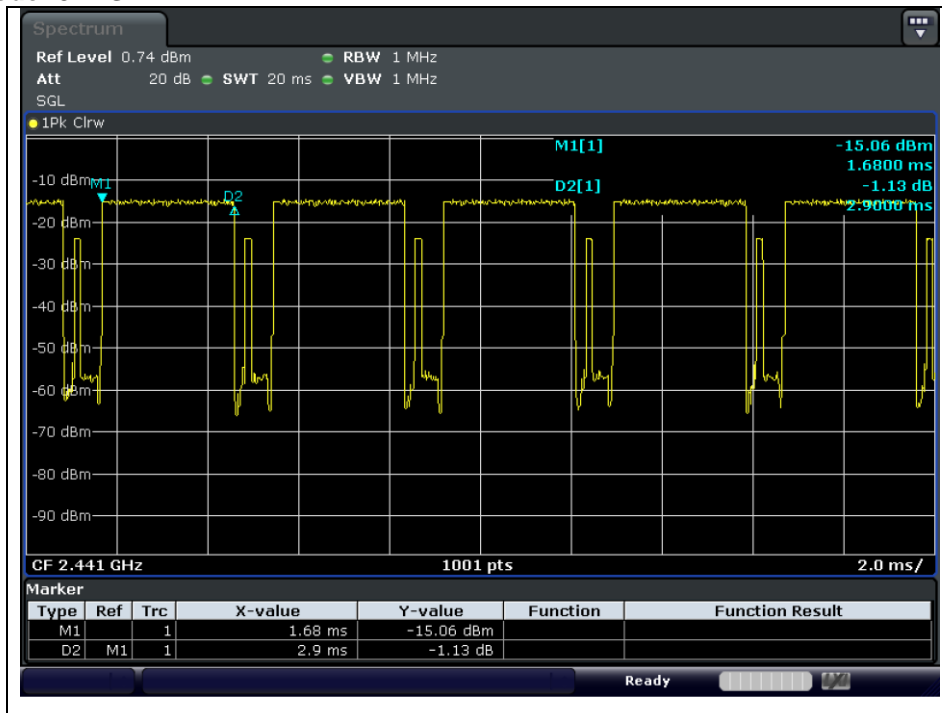 Spectrum
Ref Level 0.74 dBm RBW 1 MHz
Att 20 dB SWT 20 ms VBW 1 MHz
SGL
1Pk Clrw
M1[1] -15.06 dBm
1.6800 ms
D2[1] -1.13 dB
2.9000 ms
M1
D2
-10 dBm
-20 dBm
-30 dBm
-40 dBm
-50 dBm
-60 dBm
-70 dBm
-80 dBm
-90 dBm
CF 2.441 GHz 1001 pts 2.0 ms/
Marker
Type Ref Trc X-value Y-value Function Function Result
M1 1 1.68 ms -15.06 dBm
D2 M1 1 2.9 ms -1.13 dB
Ready